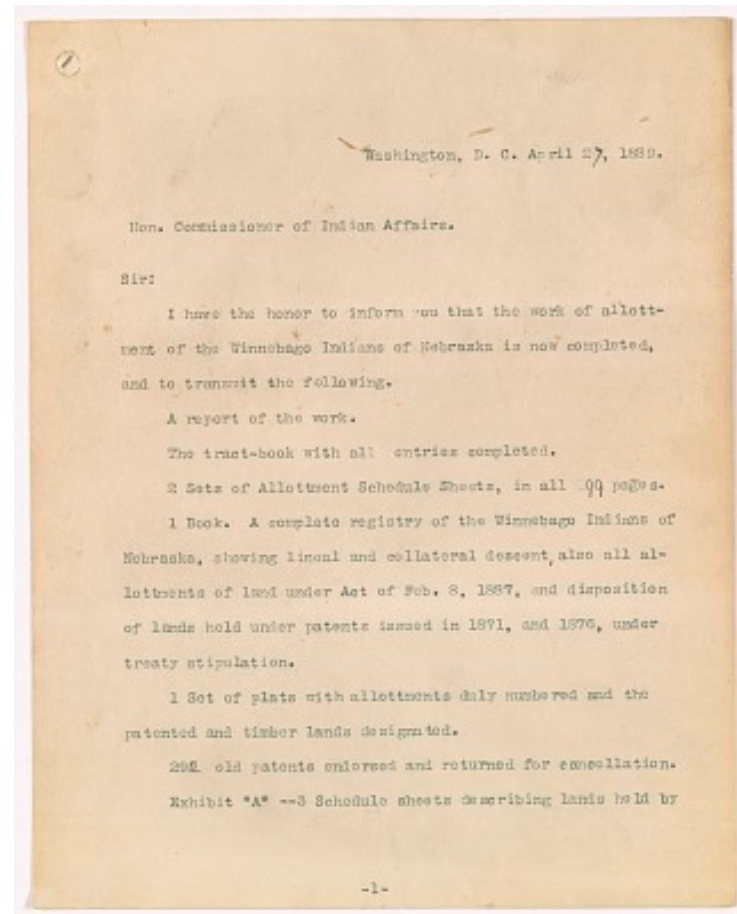 Washington, D. C. April 27, 1889.
Hon. Commissioner of Indian Affairs.
Sir:
I have the honor to inform you that the work of allott-
ment of the Winnebago Indians of Nebraska is now completed,
and to transmit the following.
A report of the work.
The tract-book with all entries completed.
2 Sets of Allottment Schedule Sheets, in all 99 pages.
1 Book. A complete registry of the Winnebago Indians of
Nebraska, showing lineal and collateral descent, also all al-
lottments of land under Act of Feb. 8, 1887, and disposition
of lands held under patents issued in 1871, and 1876, under
treaty stipulation.
1 Set of plats with allottments duly numbered and the
patented and timber lands designated.
old patents endorsed and returned for cancellation.
Exhibit "A" --3 Schedule sheets describing lands held by
-1-